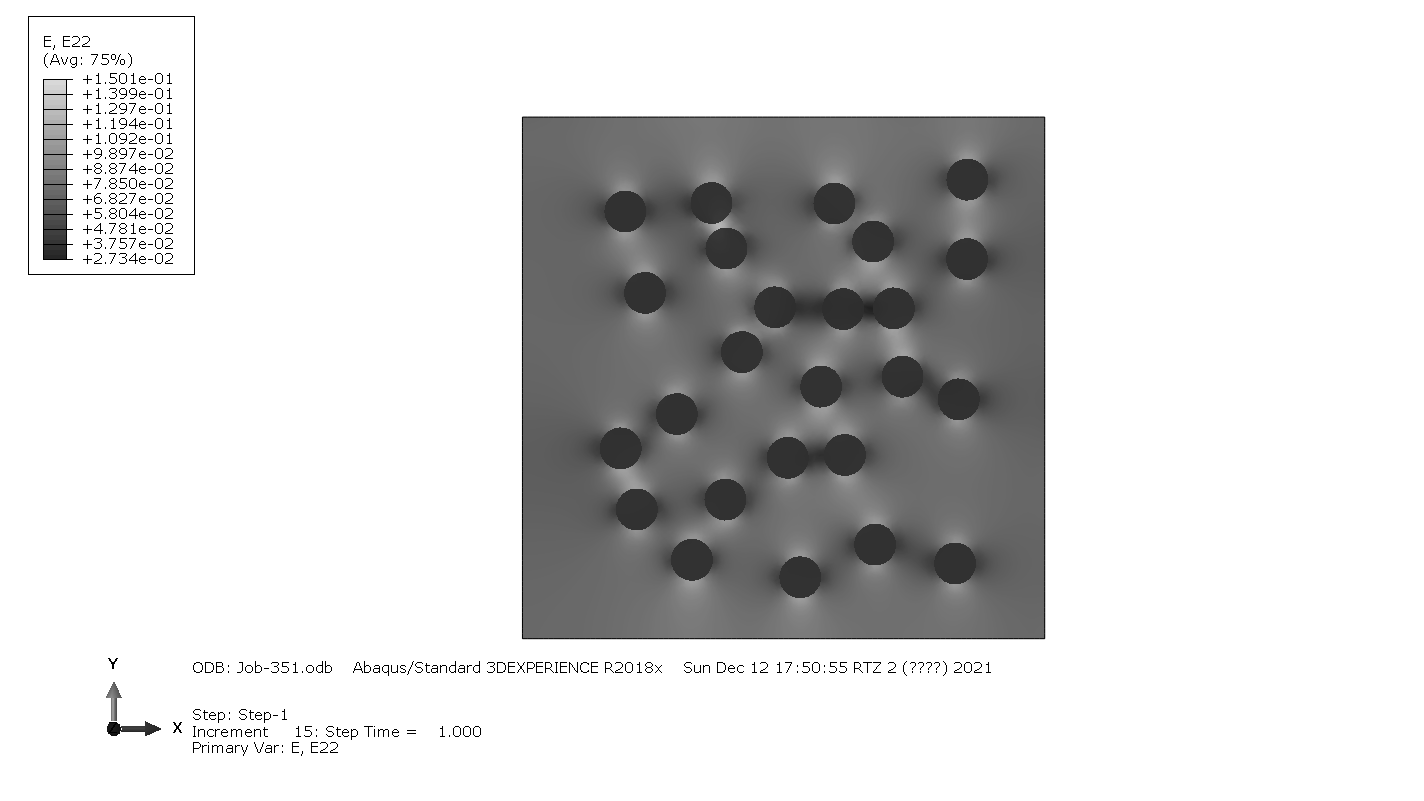 E, E22
(Avg: 75%)
+1.501e-01
+1.399e-01
+1.297e-01
+1.194e-01
+1.092e-01
+9.897e-02
+8.874e-02
+7.850e-02
+6.827e-02
+5.804e-02
+4.781e-02
+3.757e-02
+2.734e-02
Y
X
ODB: Job-351.odb    Abaqus/Standard 3DEXPERIENCE R2018x    Sun Dec 12 17:50:55 RTZ 2 (????) 2021
Step: Step-1
Increment     15: Step Time =    1.000
Primary Var: E, E22